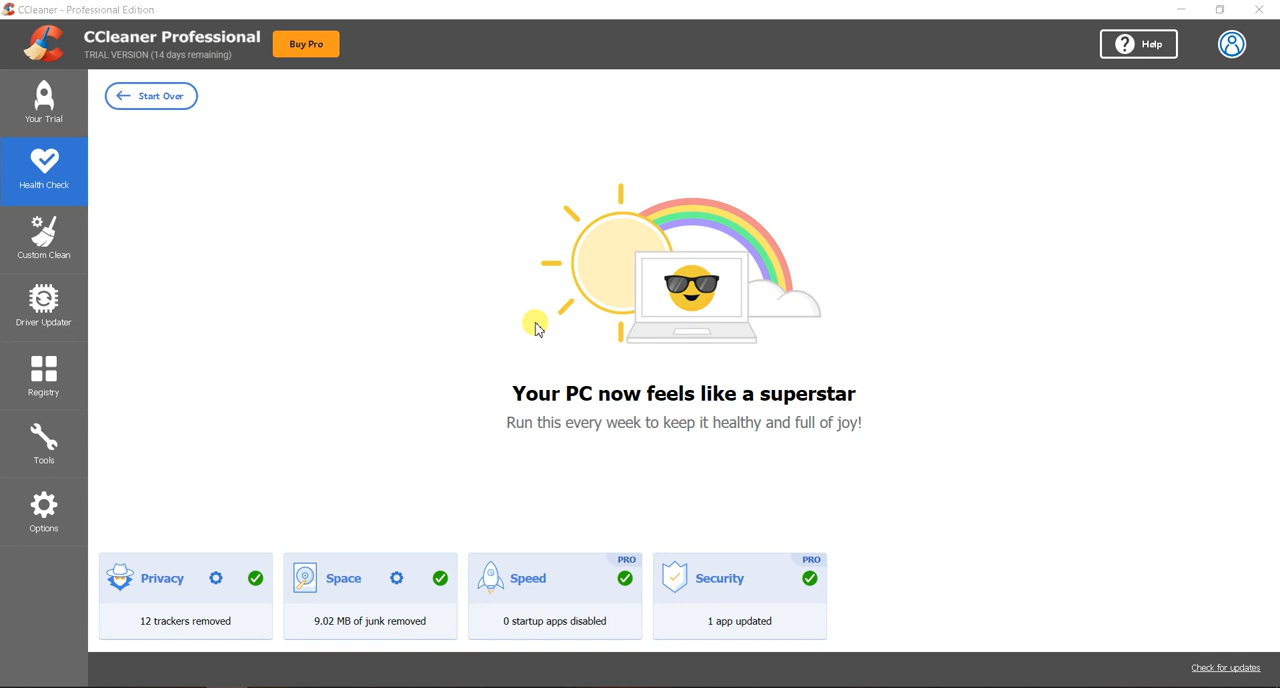 CCleaner - Professional Edition
CCleaner Professional
TRIAL VERSION (14 days remaining)
Buy Pro
Help
Your Trial
Start Over
Health Check
Custom Clean
Driver Updater
Registry
Tools
Options
Your PC now feels like a superstar
Run this every week to keep it healthy and full of joy!
Privacy
12 trackers removed
Space
9.02 MB of junk removed
PRO
Speed
0 startup apps disabled
PRO
Security
1 app updated
Check for updates